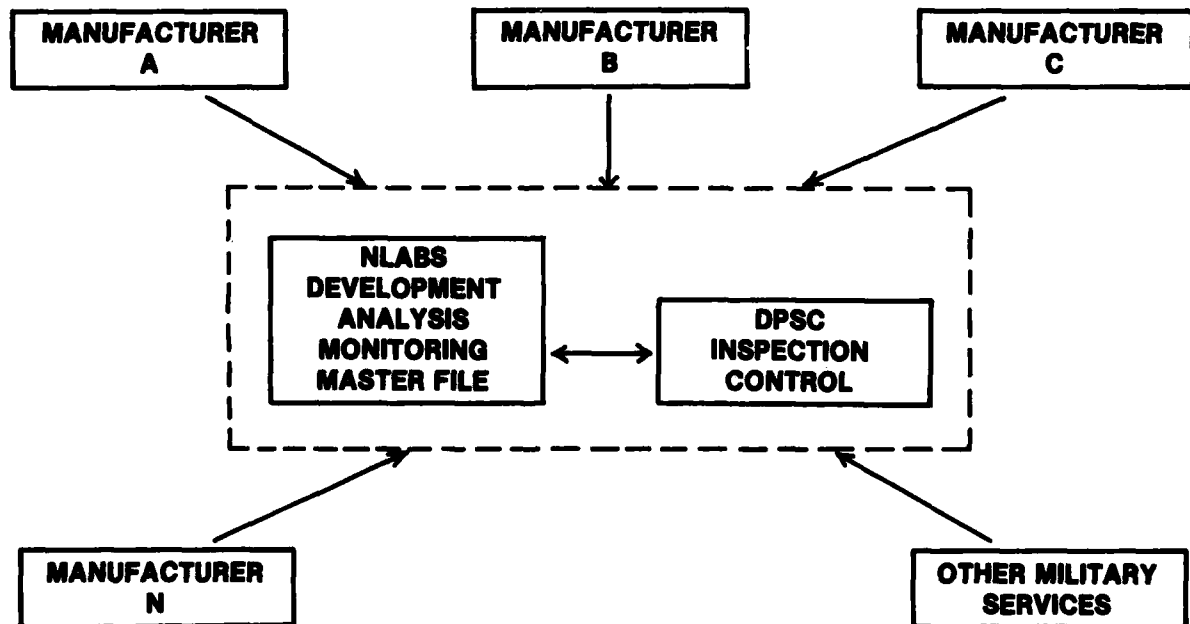 MANUFACTURER
A
MANUFACTURER
B
MANUFACTURER
C
NLABS
DEVELOPMENT
ANALYSIS
MONITORING
MASTER FILE
DPSC
INSPECTION
CONTROL
MANUFACTURER
N
OTHER MILITARY
SERVICES